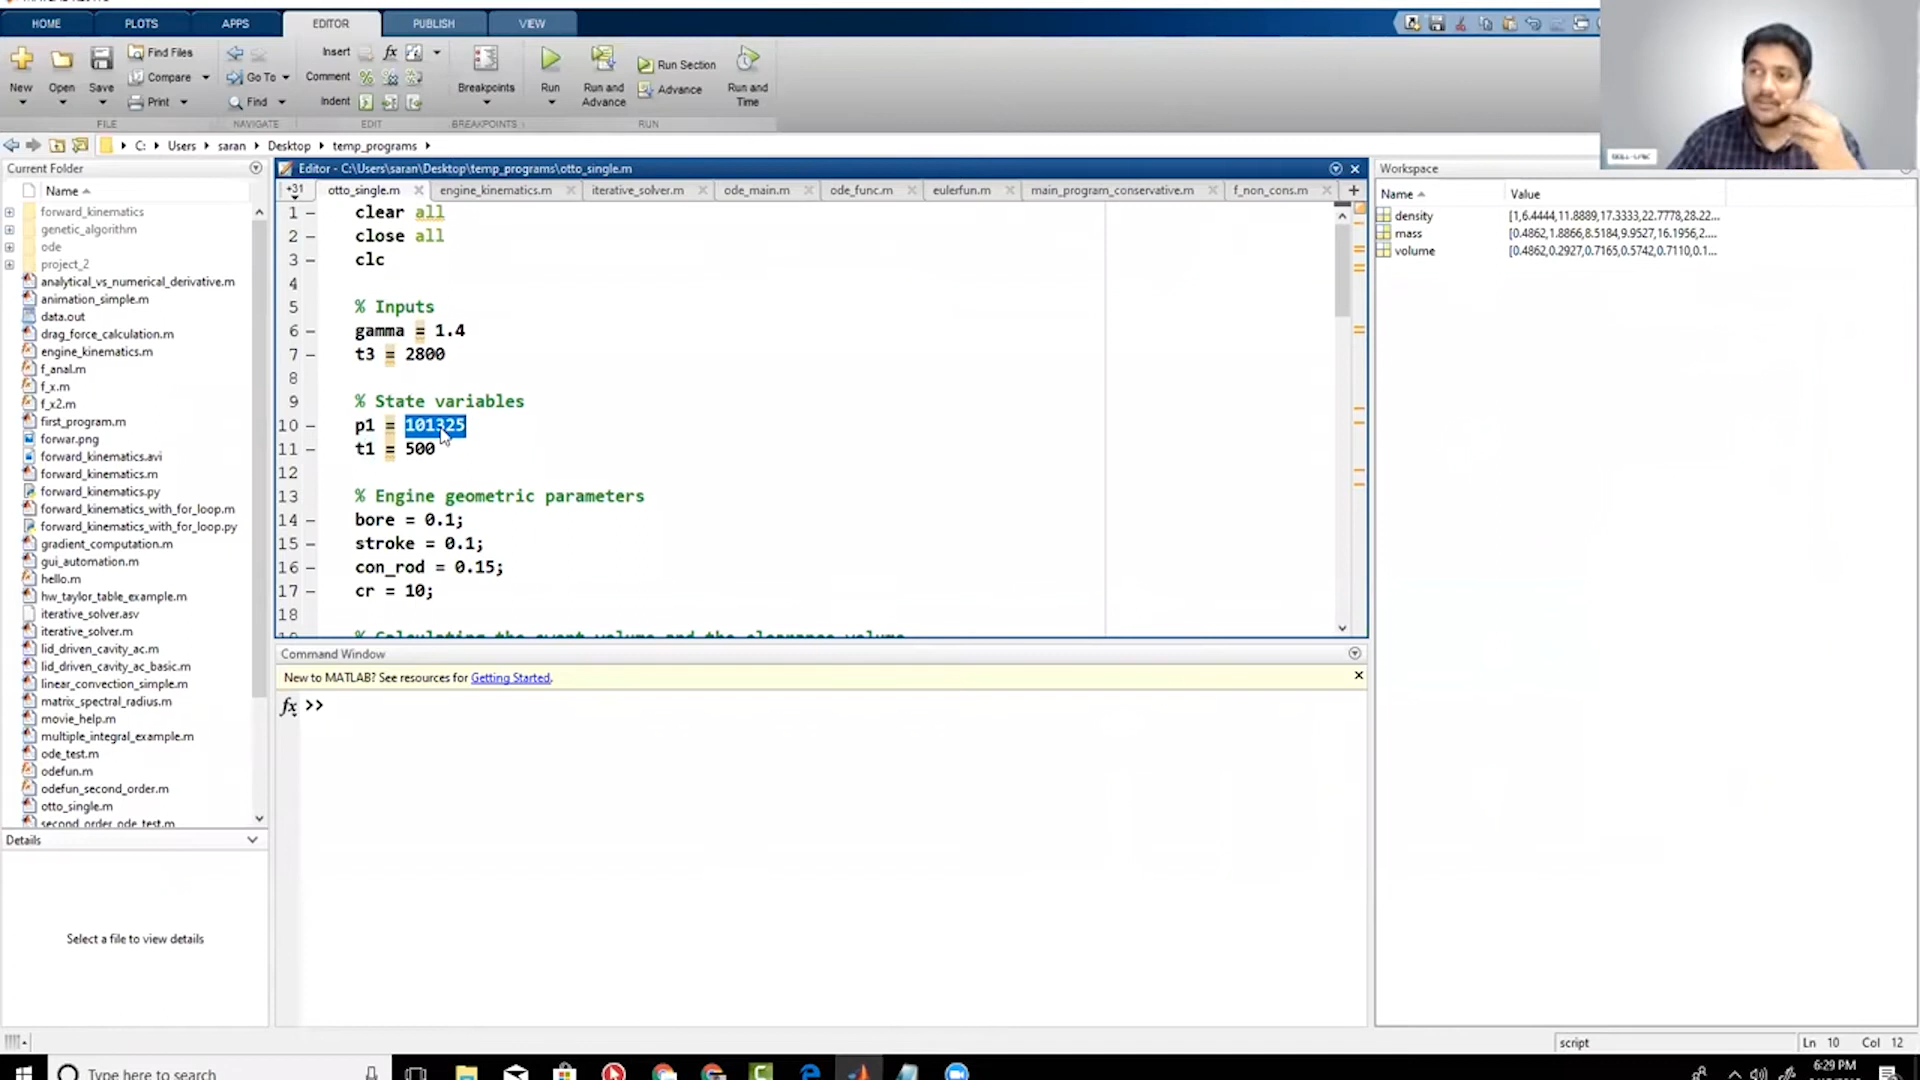 HOME PLOTS APPS EDITOR PUBLISH VIEW
New Open Save Find Files Compare Print
Go To Find
Insert fx
Comment
Indent
Breakpoints
Run
Run and Advance
Run Section
Advance
Run and Time
FILE NAVIGATE EDIT BREAKPOINTS RUN
C: Users saran Desktop temp_programs
Current Folder
Name
forward_kinematics
genetic_algorithm
ode
project_2
analytical_vs_numerical_derivative.m
animation_simple.m
data.out
drag_force_calculation.m
engine_kinematics.m
f_anal.m
f_x.m
f_x2.m
first_program.m
forwar.png
forward_kinematics.avi
forward_kinematics.m
forward_kinematics.py
forward_kinematics_with_for_loop.m
forward_kinematics_with_for_loop.py
gradient_computation.m
gui_automation.m
hello.m
hw_taylor_table_example.m
iterative_solver.asv
iterative_solver.m
lid_driven_cavity_ac.m
lid_driven_cavity_ac_basic.m
linear_convection_simple.m
matrix_spectral_radius.m
movie_help.m
multiple_integral_example.m
ode_test.m
odefun.m
odefun_second_order.m
otto_single.m
second_order_ode_test.m
Details
Select a file to view details
Editor - C:\Users\saran\Desktop\temp_programs\otto_single.m
+31 otto_single.m engine_kinematics.m iterative_solver.m ode_main.m ode_func.m eulerfun.m main_program_conservative.m f_non_cons.m
1 – clear all
2 – close all
3 – clc
4
5 % Inputs
6 – gamma = 1.4
7 – t3 = 2800
8
9 % State variables
10 – p1 = 101325
11 – t1 = 500
12
13 % Engine geometric parameters
14 – bore = 0.1;
15 – stroke = 0.1;
16 – con_rod = 0.15;
17 – cr = 10;
18
% Calculating the swept volume and the clearance volume
Command Window
New to MATLAB? See resources for Getting Started.
fx >>
Workspace
Name Value
density [1,6.4444,11.8889,17.3333,22.7778,28.22...
mass [0.4862,1.8866,8.5184,9.9527,16.1956,2....
volume [0.4862,0.2927,0.7165,0.5742,0.7110,0.1...
script Ln 10 Col 12
Type here to search
6:29 PM